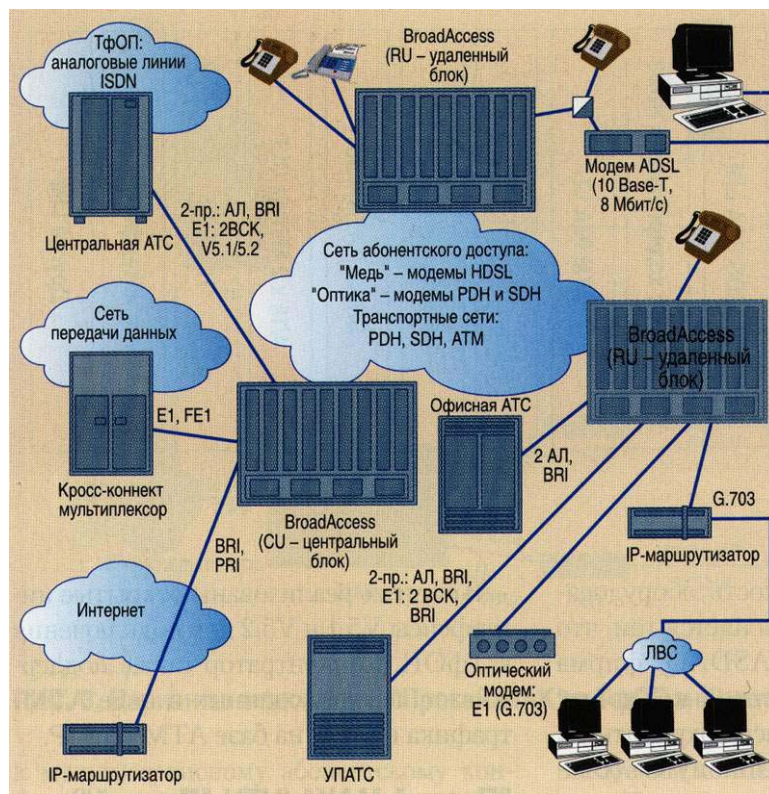 ТфОП:
аналоговые линии
ISDN
Центральная АТС
2-пр.: АЛ, BRI
E1: 2ВСК,
V5.1/5.2
BroadAccess
(RU – удаленный
блок)
Модем ADSL
(10 Base-T,
8 Мбит/с)
Сеть абонентского доступа:
"Медь" – модемы HDSL
"Оптика" – модемы PDH и SDH
Транспортные сети:
PDH, SDH, ATM
Сеть
передачи данных
E1, FE1
Кросс-коннект
мультиплексор
BroadAccess
(CU – центральный
блок)
Офисная АТС
2 АЛ,
BRI
BroadAccess
(RU – удаленный
блок)
G.703
IP-маршрутизатор
BRI,
PRI
Интернет
IP-маршрутизатор
2-пр.: АЛ, BRI,
E1: 2 ВСК,
BRI
УПАТС
Оптический
модем:
E1 (G.703)
ЛВС